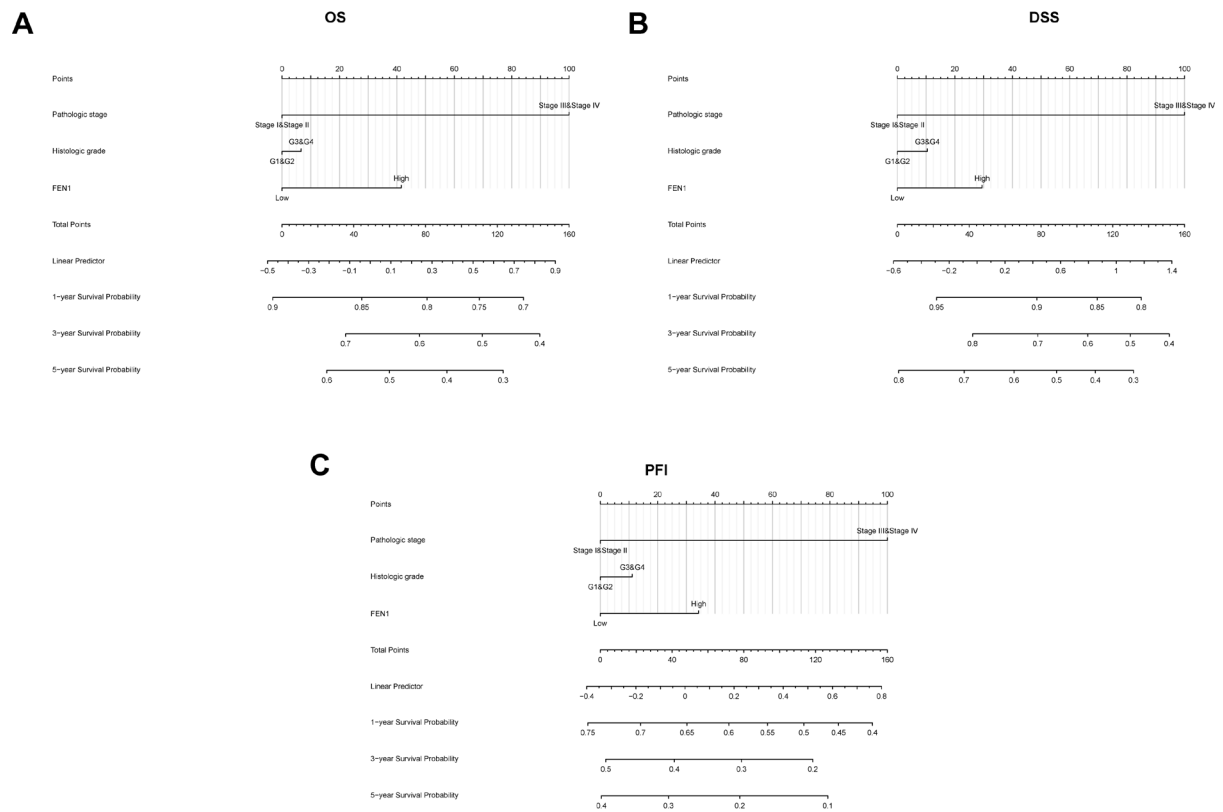 A
OS
Points
0 20 40 60 80 100
Pathologic stage
Stage III&Stage IV
Stage I&Stage II
Histologic grade
G3&G4
G1&G2
FEN1
High
Low
Total Points
0 40 80 120 160
Linear Predictor
−0.5 −0.3 −0.1 0.1 0.3 0.5 0.7 0.9
1−year Survival Probability
0.9 0.85 0.8 0.75 0.7
3−year Survival Probability
0.7 0.6 0.5 0.4
5−year Survival Probability
0.6 0.5 0.4 0.3
B
DSS
Points
0 20 40 60 80 100
Pathologic stage
Stage III&Stage IV
Stage I&Stage II
Histologic grade
G3&G4
G1&G2
FEN1
High
Low
Total Points
0 40 80 120 160
Linear Predictor
−0.6 −0.2 0.2 0.6 1 1.4
1−year Survival Probability
0.95 0.9 0.85 0.8
3−year Survival Probability
0.8 0.7 0.6 0.5 0.4
5−year Survival Probability
0.8 0.7 0.6 0.5 0.4 0.3
C
PFI
Points
0 20 40 60 80 100
Pathologic stage
Stage III&Stage IV
Stage I&Stage II
Histologic grade
G3&G4
G1&G2
FEN1
High
Low
Total Points
0 40 80 120 160
Linear Predictor
−0.4 −0.2 0 0.2 0.4 0.6 0.8
1−year Survival Probability
0.75 0.7 0.65 0.6 0.55 0.5 0.45 0.4
3−year Survival Probability
0.5 0.4 0.3 0.2
5−year Survival Probability
0.4 0.3 0.2 0.1